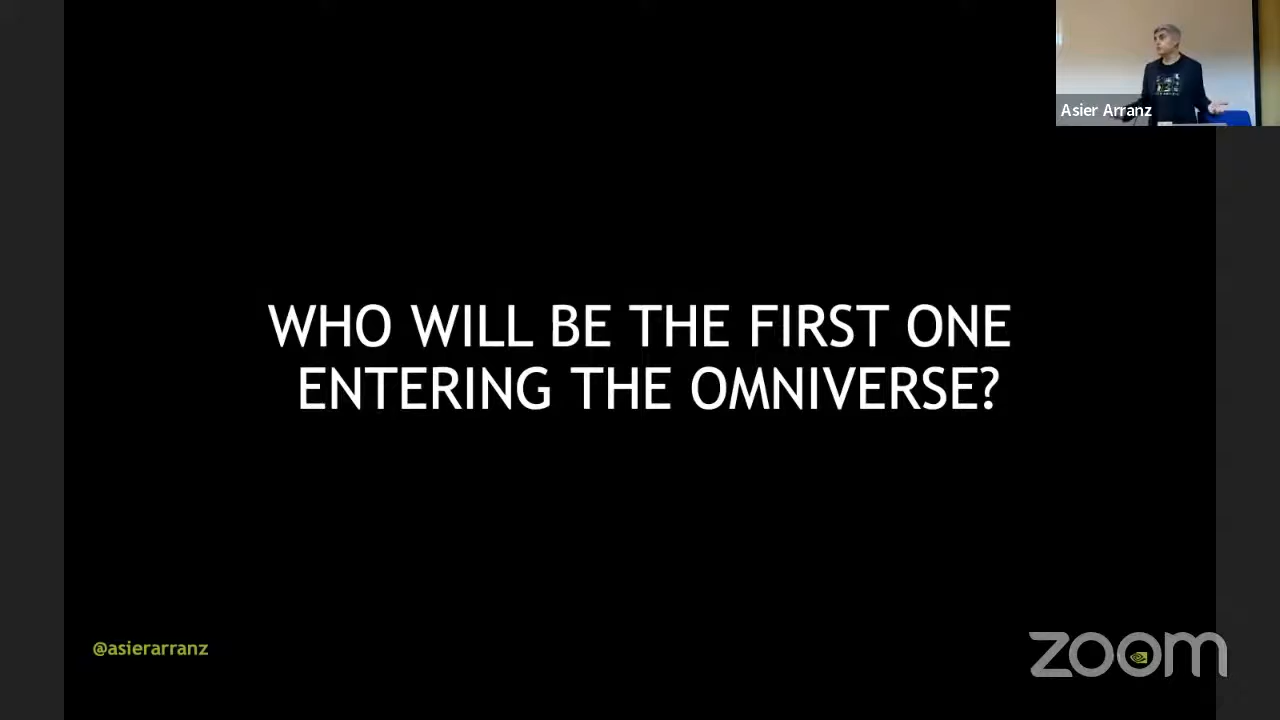 Asier Arranz
WHO WILL BE THE FIRST ONE
ENTERING THE OMNIVERSE?
@asierarranz
zoom